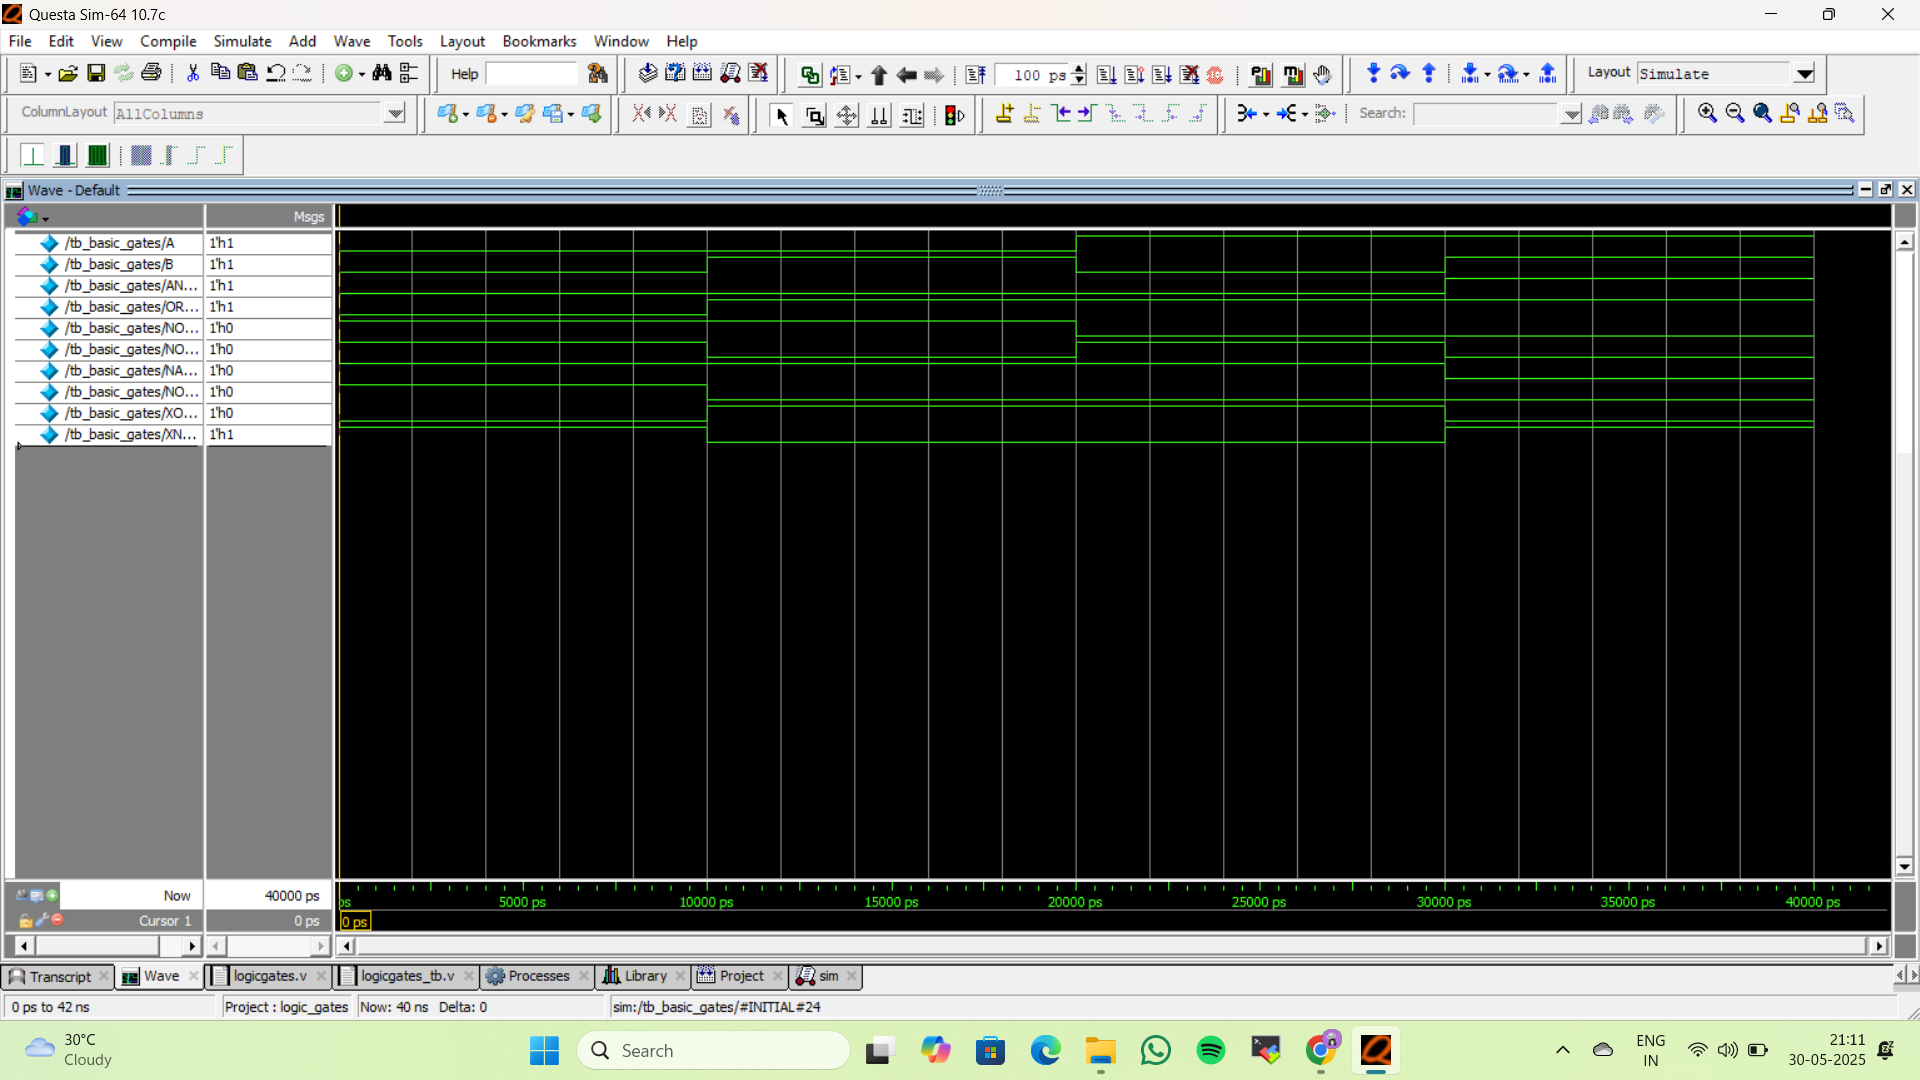 Questa Sim-64 10.7c
File Edit View Compile Simulate Add Wave Tools Layout Bookmarks Window Help
Help 100 ps Layout Simulate
ColumnLayout AllColumns Search:
Wave - Default
Msgs
/tb_basic_gates/A 1'h1
/tb_basic_gates/B 1'h1
/tb_basic_gates/AN... 1'h1
/tb_basic_gates/OR... 1'h1
/tb_basic_gates/NO... 1'h0
/tb_basic_gates/NO... 1'h0
/tb_basic_gates/NA... 1'h0
/tb_basic_gates/NO... 1'h0
/tb_basic_gates/XO... 1'h0
/tb_basic_gates/XN... 1'h1
Now 40000 ps ps 5000 ps 10000 ps 15000 ps 20000 ps 25000 ps 30000 ps 35000 ps 40000 ps
Cursor 1 0 ps 0 ps
Transcript Wave logicgates.v logicgates_tb.v Processes Library Project sim
0 ps to 42 ns Project : logic_gates Now: 40 ns Delta: 0 sim:/tb_basic_gates/#INITIAL#24
30°C
Cloudy
Search
ENG
IN
21:11
30-05-2025